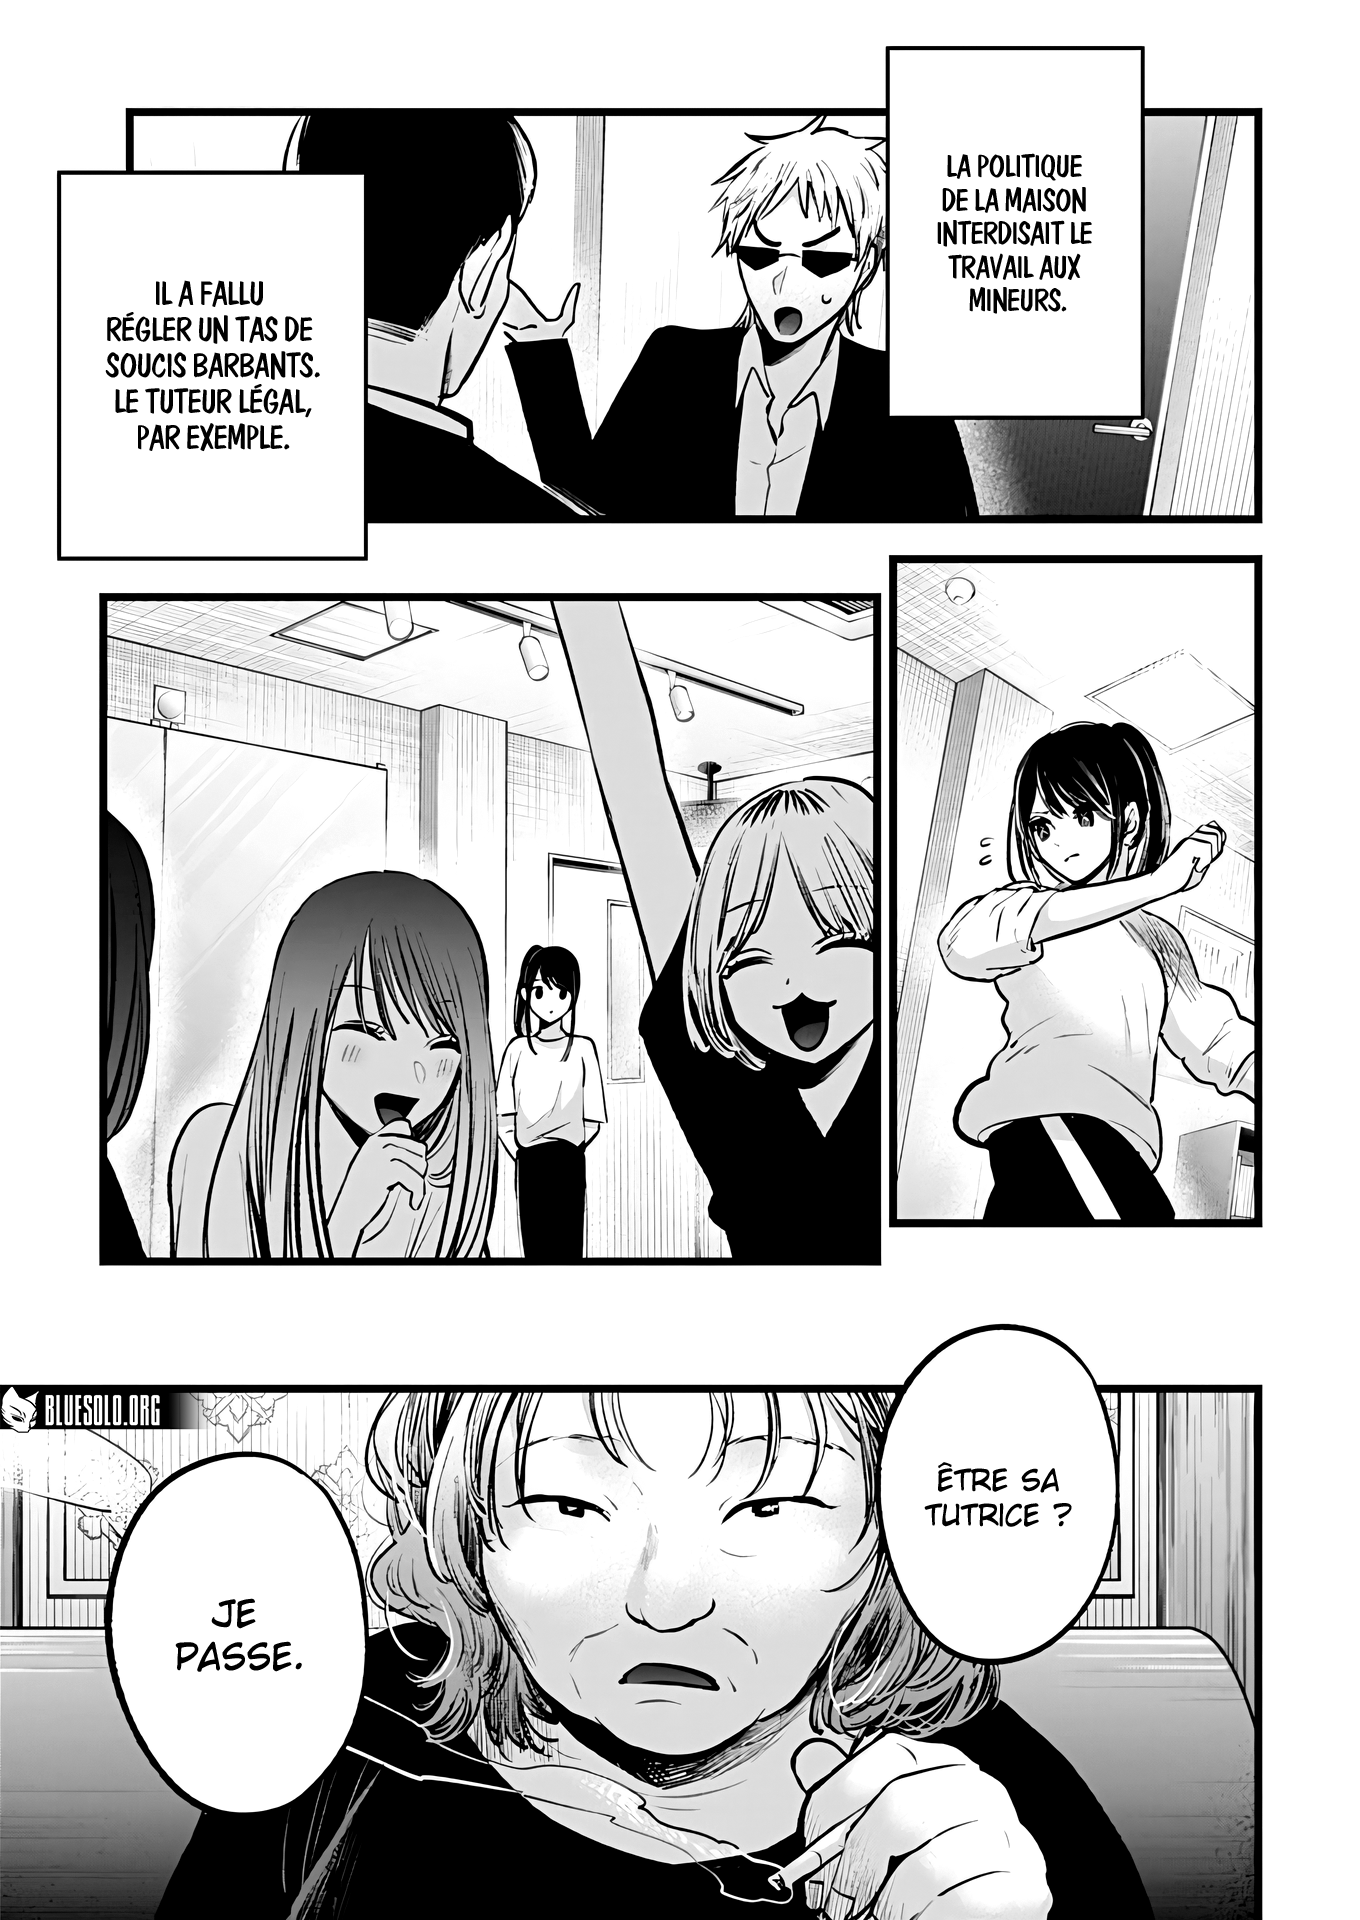 LA POLITIQUE
DE LA MAISON
INTERDISAIT LE
TRAVAIL AUX
MINEURS.
IL A FALLU
RÉGLER UN TAS DE
SOUCIS BARBANTS.
LE TUTEUR LÉGAL,
PAR EXEMPLE.
ÊTRE SA
TUTRICE ?
JE
PASSE.
BLUESOLO.ORG